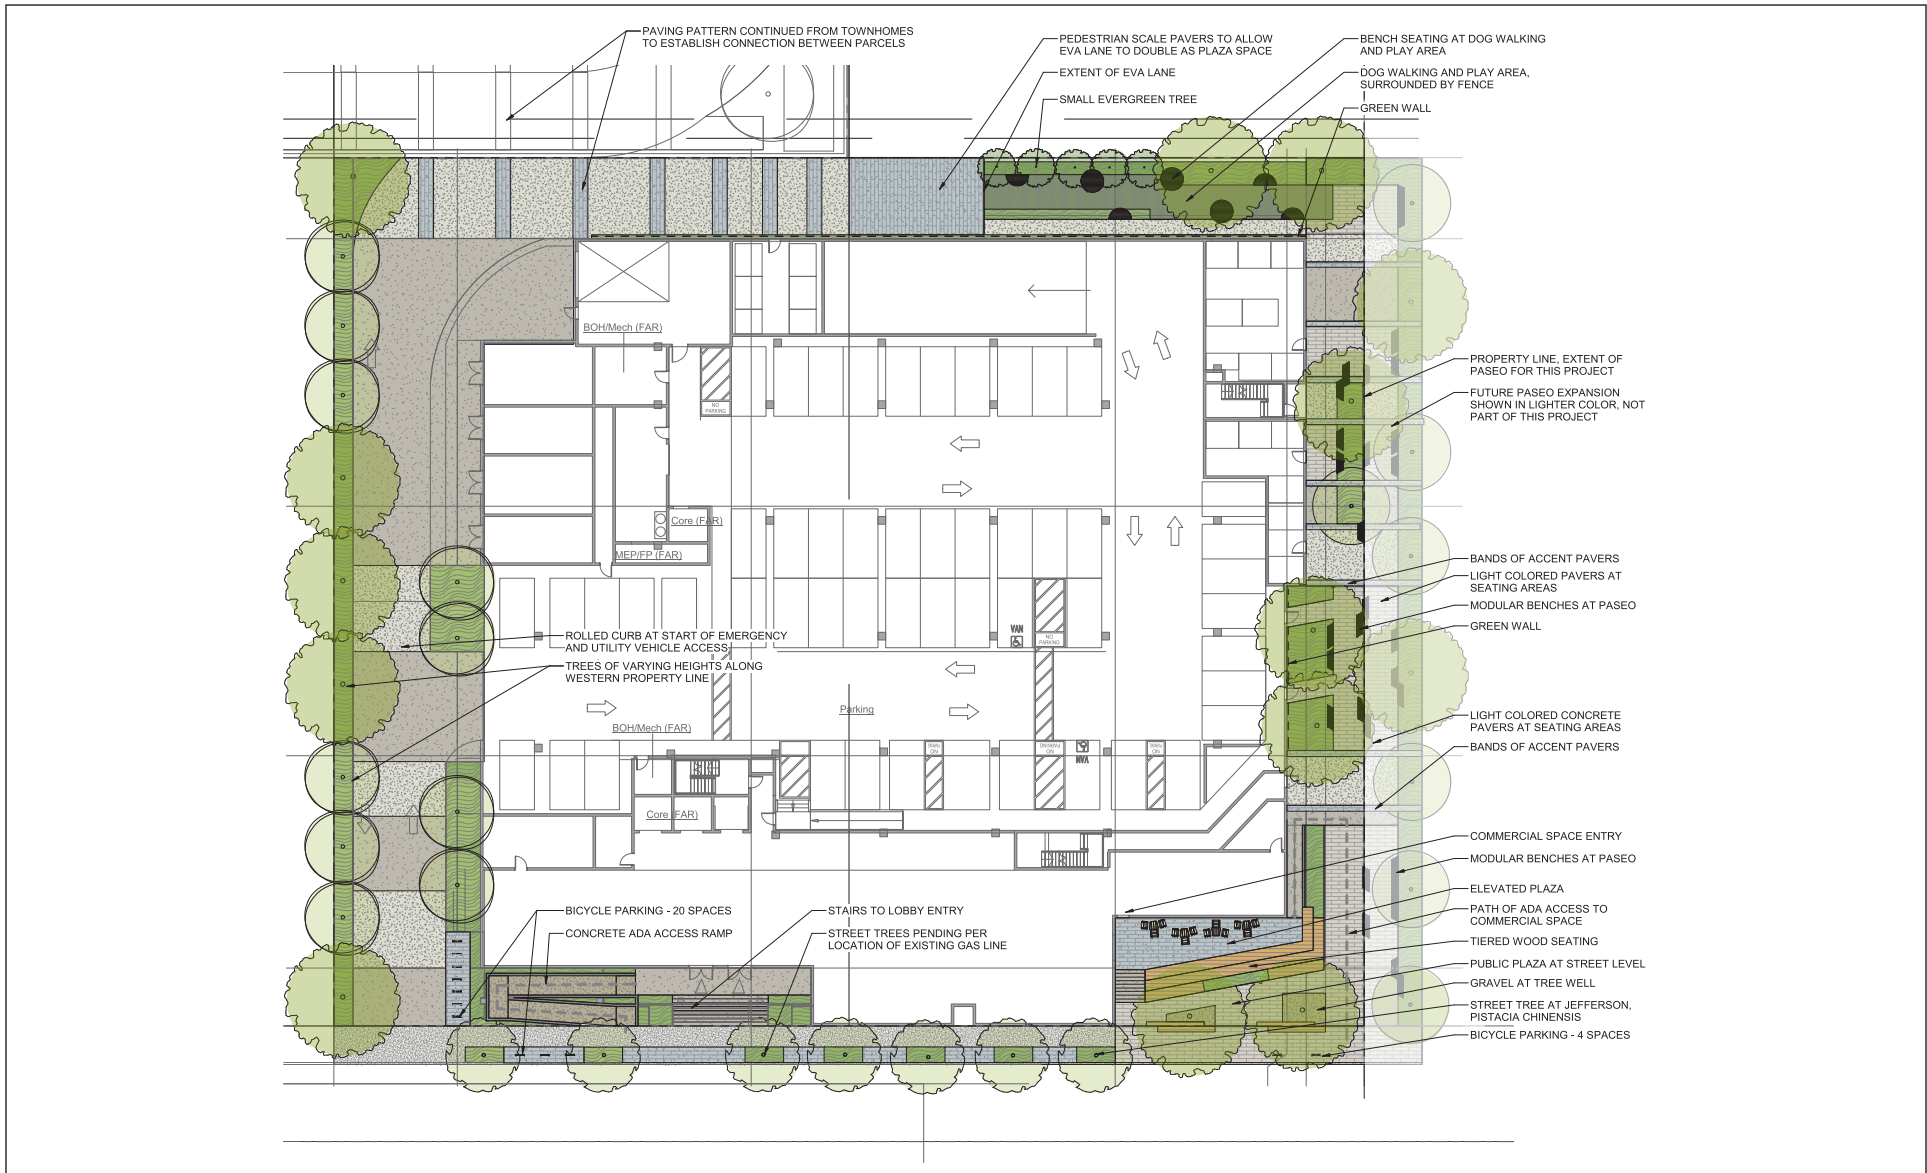 PAVING PATTERN CONTINUED FROM TOWNHOMES
TO ESTABLISH CONNECTION BETWEEN PARCELS
PEDESTRIAN SCALE PAVERS TO ALLOW
EVA LANE TO DOUBLE AS PLAZA SPACE
EXTENT OF EVA LANE
SMALL EVERGREEN TREE
BENCH SEATING AT DOG WALKING
AND PLAY AREA
DOG WALKING AND PLAY AREA,
SURROUNDED BY FENCE
GREEN WALL
BOH/Mech (FAR)
NO
PARKING
PROPERTY LINE, EXTENT OF
PASEO FOR THIS PROJECT
FUTURE PASEO EXPANSION
SHOWN IN LIGHTER COLOR, NOT
PART OF THIS PROJECT
Core (FAR)
MEP/FP (FAR)
BANDS OF ACCENT PAVERS
LIGHT COLORED PAVERS AT
SEATING AREAS
MODULAR BENCHES AT PASEO
GREEN WALL
VAN
NO
PARKING
ROLLED CURB AT START OF EMERGENCY
AND UTILITY VEHICLE ACCESS
TREES OF VARYING HEIGHTS ALONG
WESTERN PROPERTY LINE
Parking
BOH/Mech (FAR)
LIGHT COLORED CONCRETE
PAVERS AT SEATING AREAS
BANDS OF ACCENT PAVERS
NO
PARKING
NO
PARKING
NO
PARKING
VAN
Core (FAR)
COMMERCIAL SPACE ENTRY
MODULAR BENCHES AT PASEO
ELEVATED PLAZA
PATH OF ADA ACCESS TO
COMMERCIAL SPACE
TIERED WOOD SEATING
PUBLIC PLAZA AT STREET LEVEL
GRAVEL AT TREE WELL
STREET TREE AT JEFFERSON,
PISTACIA CHINENSIS
BICYCLE PARKING - 4 SPACES
BICYCLE PARKING - 20 SPACES
CONCRETE ADA ACCESS RAMP
STAIRS TO LOBBY ENTRY
STREET TREES PENDING PER
LOCATION OF EXISTING GAS LINE